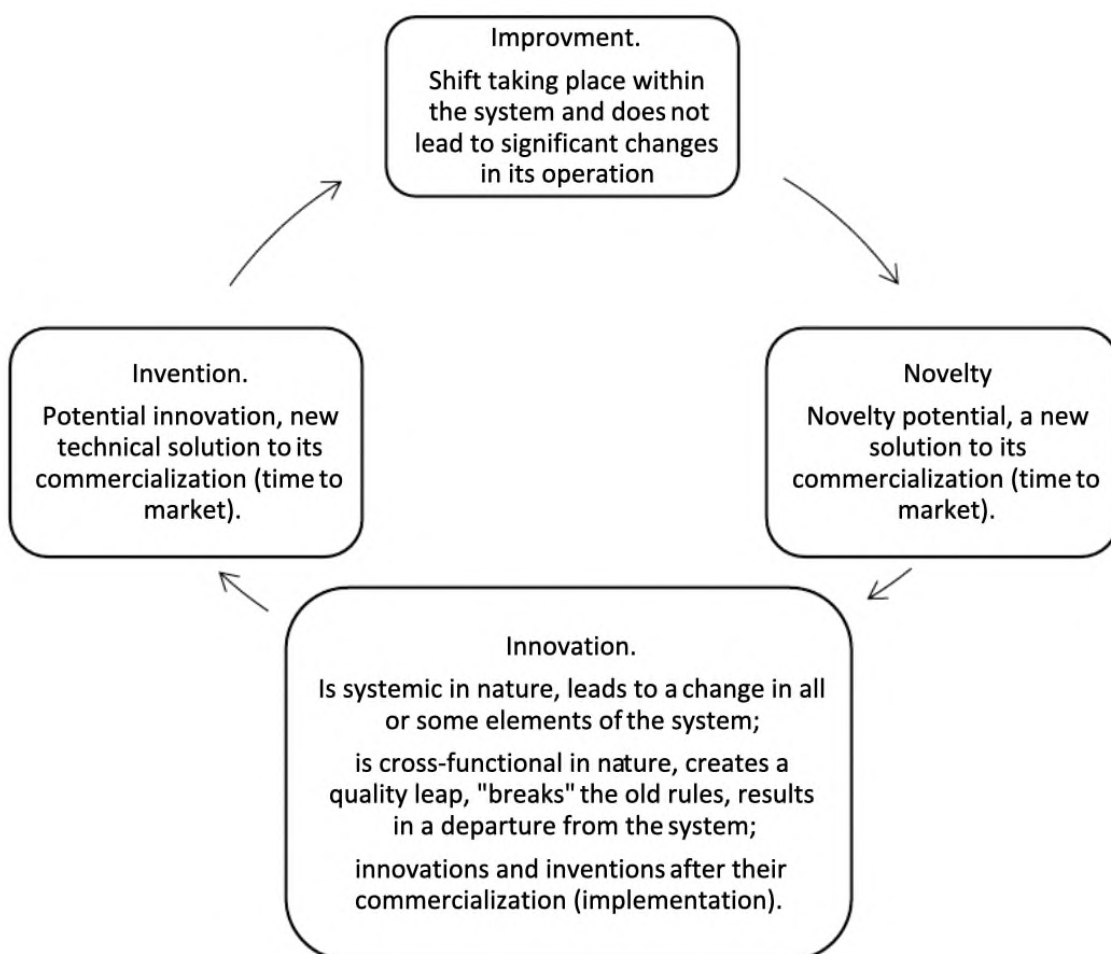 Improvment.
Shift taking place within
the system and does not
lead to significant changes
in its operation
Invention.
Potential innovation, new
technical solution to its
commercialization (time to
market).
Novelty
Novelty potential, a new
solution to its
commercialization (time to
market).
Innovation.
Is systemic in nature, leads to a change in all
or some elements of the system;
is cross-functional in nature, creates a
quality leap, "breaks" the old rules, results
in a departure from the system;
innovations and inventions after their
commercialization (implementation).